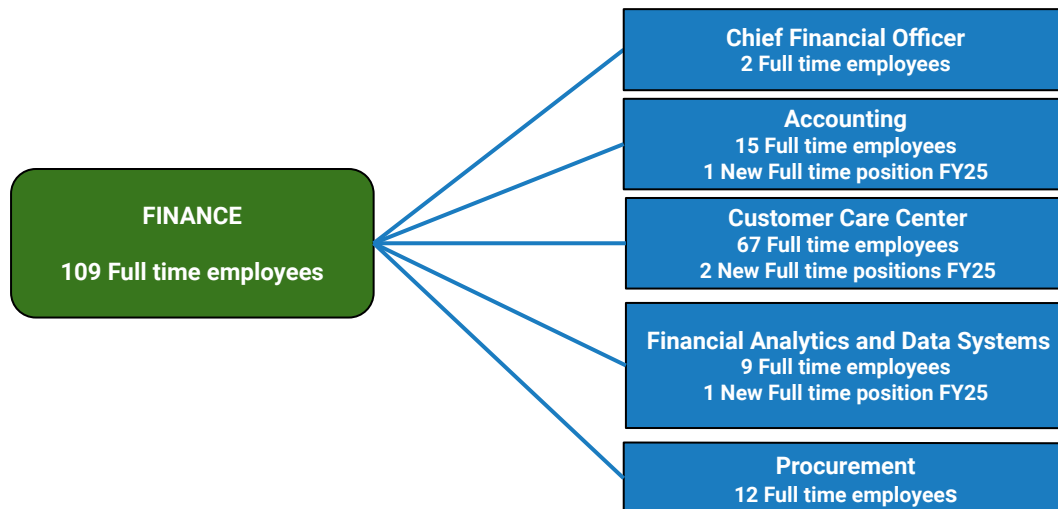 FINANCE
109 Full time employees
Chief Financial Officer
2 Full time employees
Accounting
15 Full time employees
1 New Full time position FY25
Customer Care Center
67 Full time employees
2 New Full time positions FY25
Financial Analytics and Data Systems
9 Full time employees
1 New Full time position FY25
Procurement
12 Full time employees